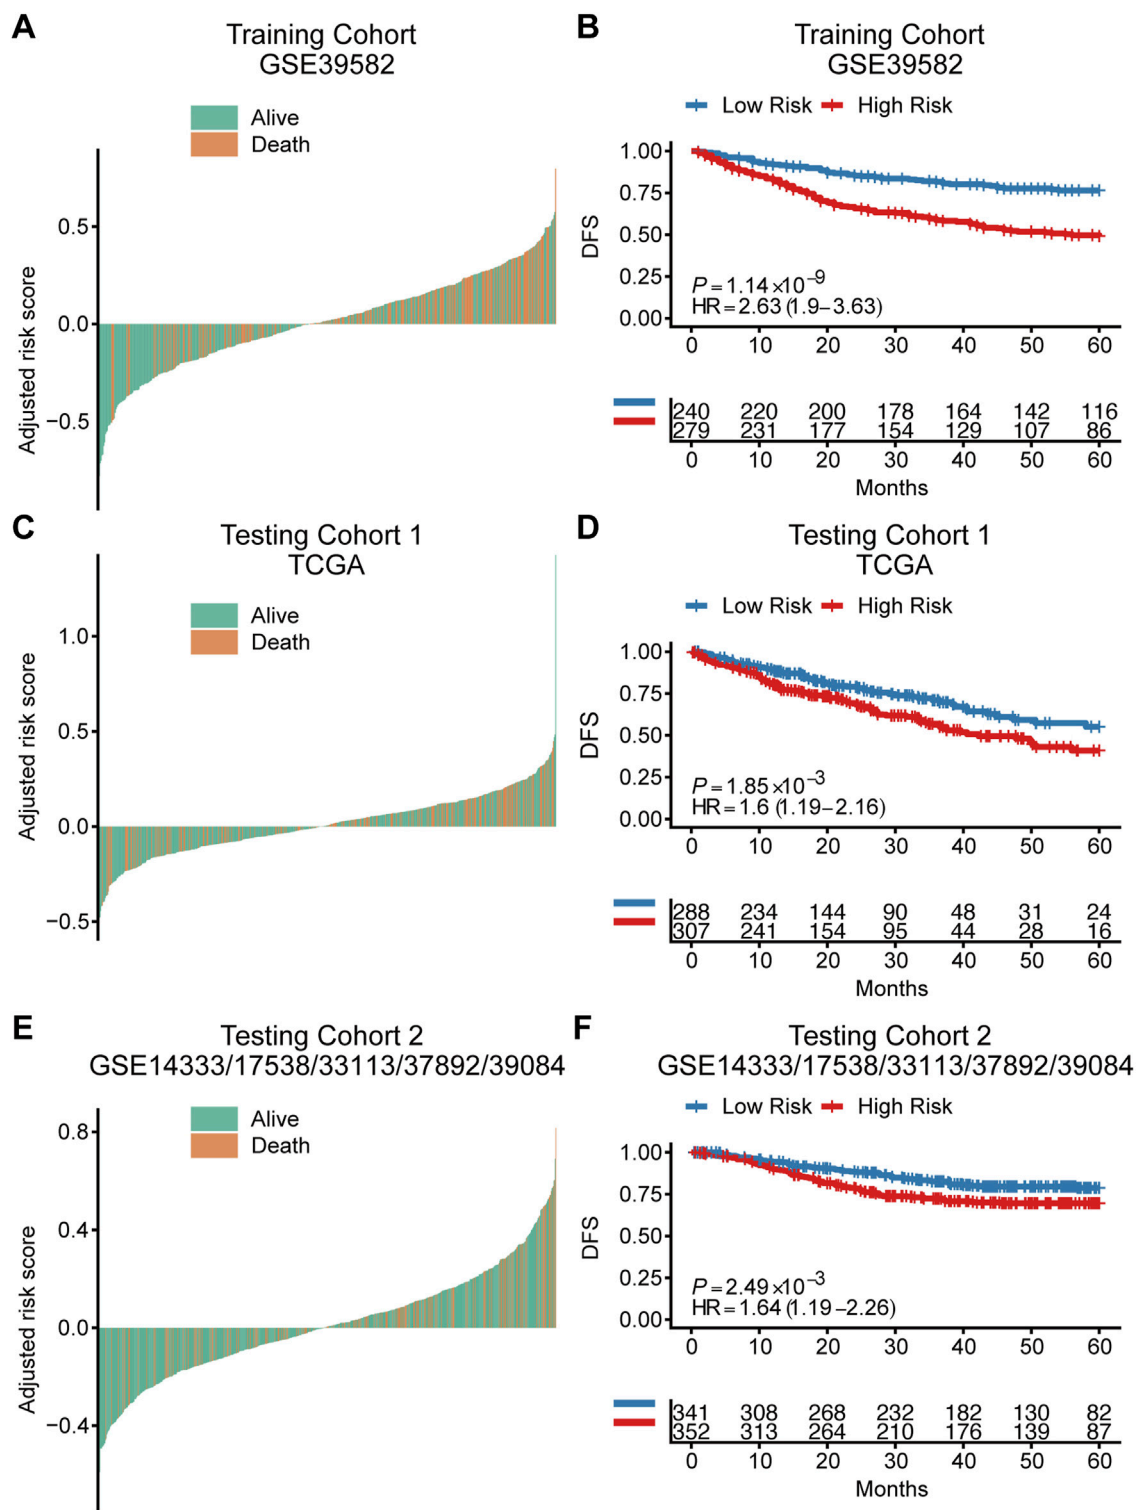 A
Training Cohort
GSE39582
Alive
Death
Adjusted risk score
0.5
0.0
−0.5
B
Training Cohort
GSE39582
Low Risk High Risk
DFS
1.00
0.75
0.50
0.25
0.00
P = 1.14 ×10−9
HR = 2.63 (1.9 – 3.63)
0 10 20 30 40 50 60
240 220 200 178 164 142 116
279 231 177 154 129 107 86
0 10 20 30 40 50 60
Months
C
Testing Cohort 1
TCGA
Alive
Death
Adjusted risk score
1.0
0.5
0.0
−0.5
D
Testing Cohort 1
TCGA
Low Risk High Risk
DFS
1.00
0.75
0.50
0.25
0.00
P = 1.85 ×10−3
HR = 1.6 (1.19 – 2.16)
0 10 20 30 40 50 60
288 234 144 90 48 31 24
307 241 154 95 44 28 16
0 10 20 30 40 50 60
Months
E
Testing Cohort 2
GSE14333/17538/33113/37892/39084
Alive
Death
Adjusted risk score
0.8
0.4
0.0
−0.4
F
Testing Cohort 2
GSE14333/17538/33113/37892/39084
Low Risk High Risk
DFS
1.00
0.75
0.50
0.25
0.00
P = 2.49 ×10−3
HR = 1.64 (1.19 – 2.26)
0 10 20 30 40 50 60
341 308 268 232 182 130 82
352 313 264 210 176 139 87
0 10 20 30 40 50 60
Months